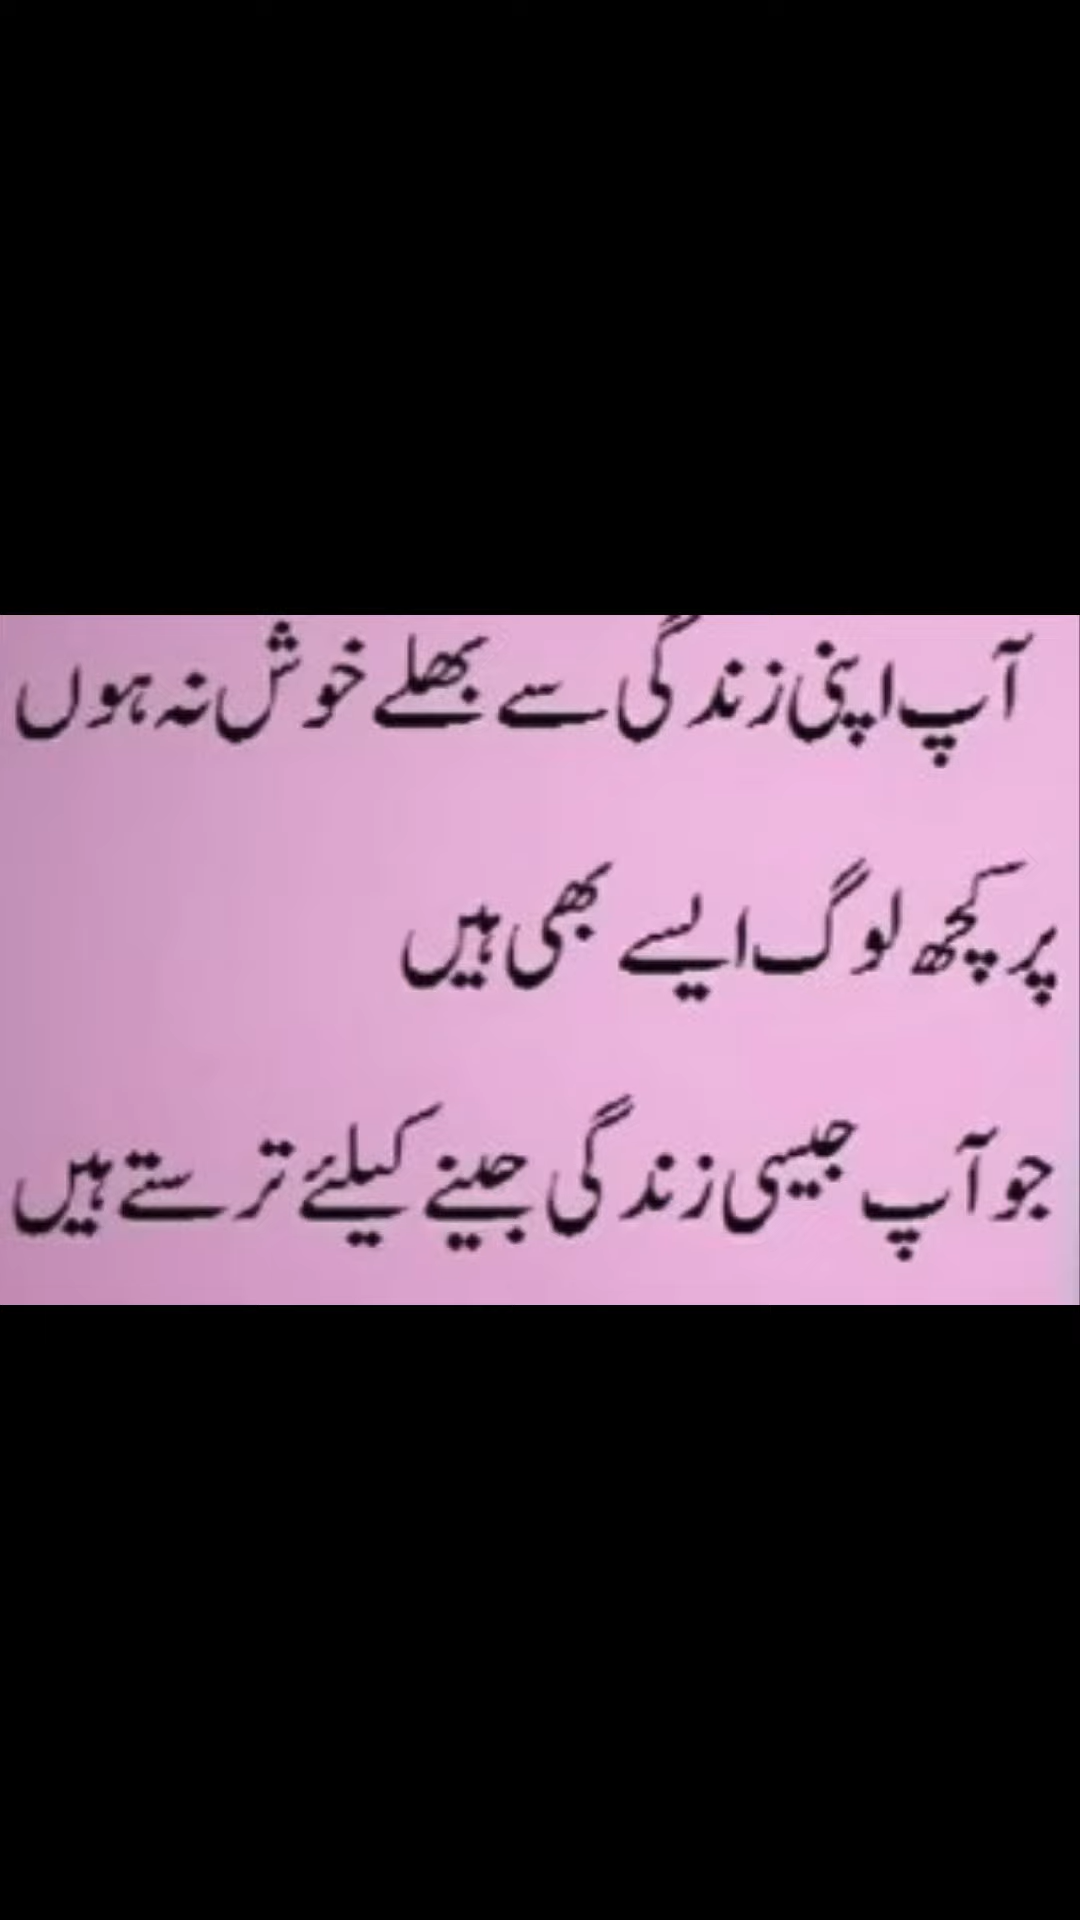 آپ اپنی زندگی سے بھلے خوش نہ ہوں
پر کچھ لوگ ایسے بھی ہیں
جو آپ جیسی زندگی جینے کیلئے ترستے ہیں